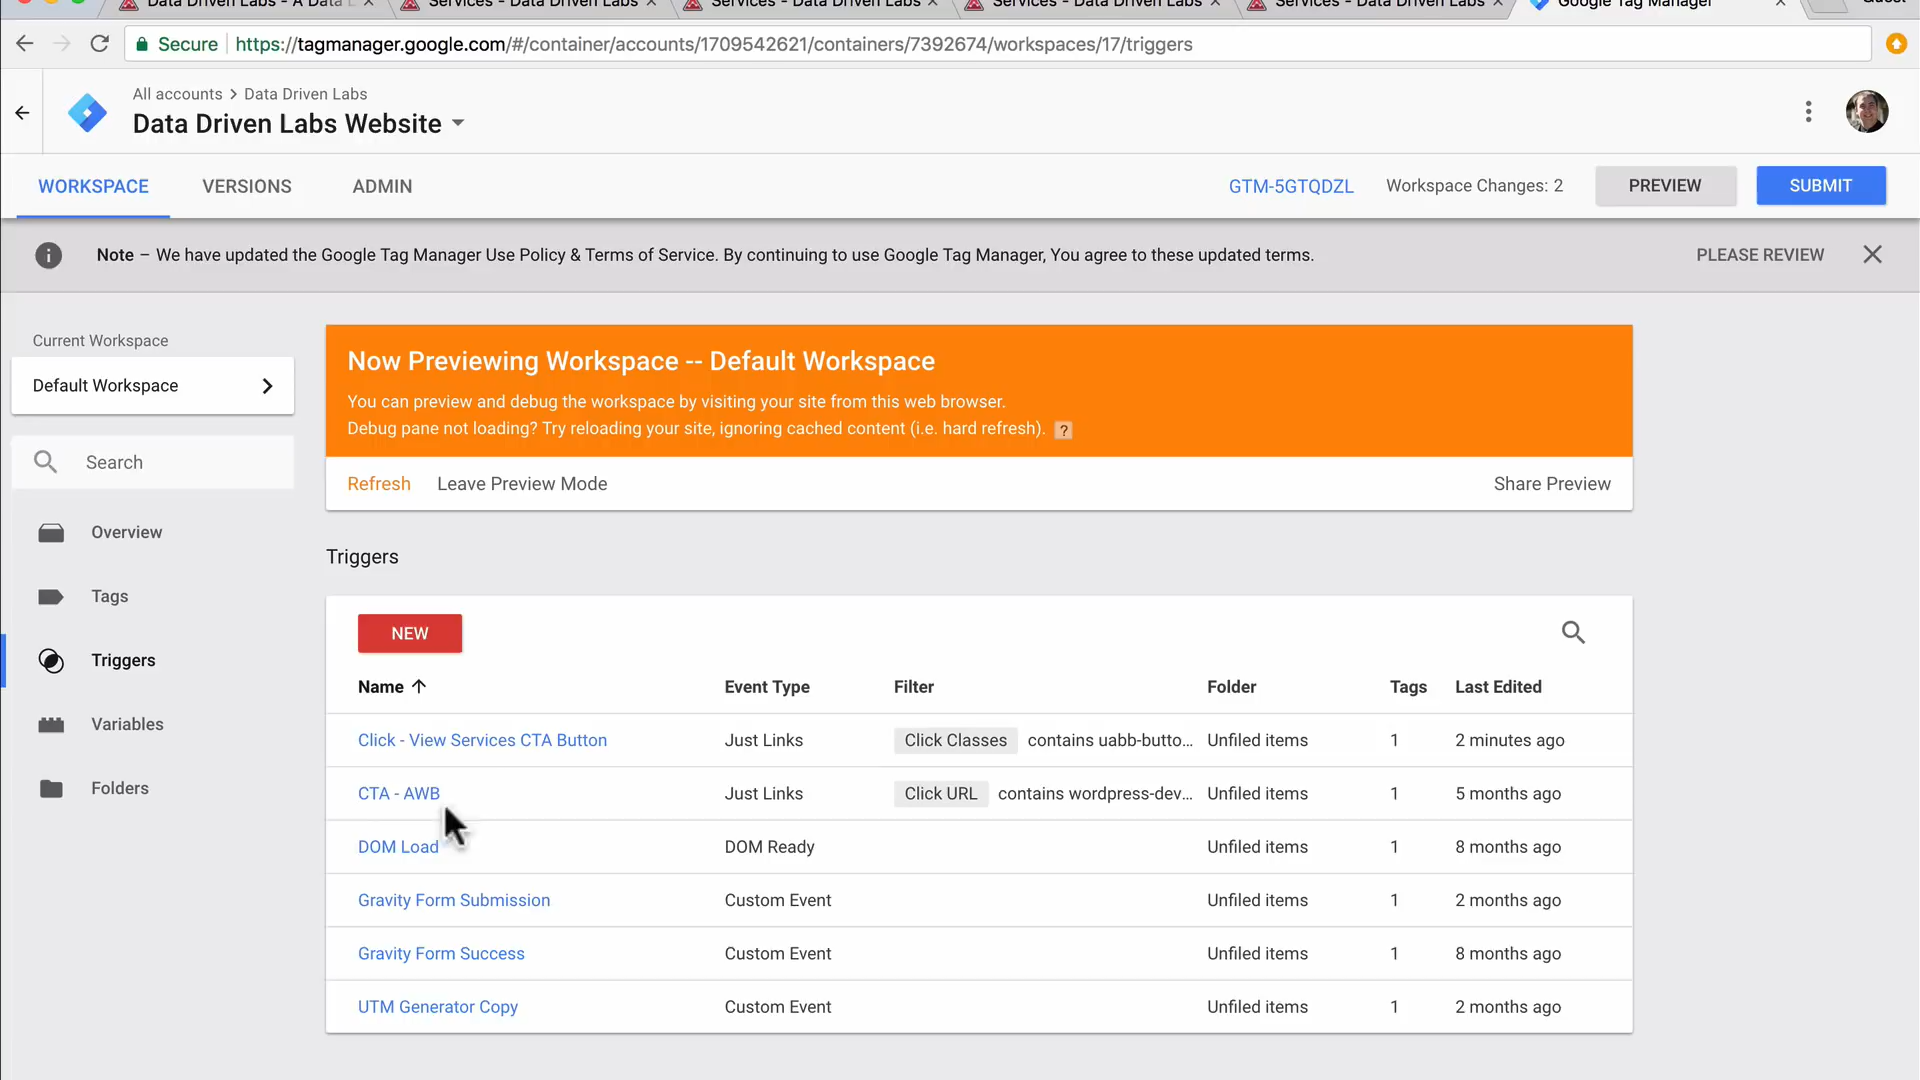 Data Driven Labs - A Data
Services - Data Driven Labs
Services - Data Driven Labs
Services - Data Driven Labs
Services - Data Driven Labs
Google Tag Manager
Guest
Secure
https://tagmanager.google.com/#/container/accounts/1709542621/containers/7392674/workspaces/17/triggers
All accounts > Data Driven Labs
Data Driven Labs Website
WORKSPACE
VERSIONS
ADMIN
GTM-5GTQDZL
Workspace Changes: 2
PREVIEW
SUBMIT
Note – We have updated the Google Tag Manager Use Policy & Terms of Service. By continuing to use Google Tag Manager, You agree to these updated terms.
PLEASE REVIEW
Current Workspace
Default Workspace
Search
Overview
Tags
Triggers
Variables
Folders
Now Previewing Workspace -- Default Workspace
You can preview and debug the workspace by visiting your site from this web browser.
Debug pane not loading? Try reloading your site, ignoring cached content (i.e. hard refresh). ?
Refresh
Leave Preview Mode
Share Preview
Triggers
NEW
Name Event Type Filter Folder Tags Last Edited
Click - View Services CTA Button Just Links Click Classes contains uabb-butto... Unfiled items 1 2 minutes ago
CTA - AWB Just Links Click URL contains wordpress-dev... Unfiled items 1 5 months ago
DOM Load DOM Ready Unfiled items 1 8 months ago
Gravity Form Submission Custom Event Unfiled items 1 2 months ago
Gravity Form Success Custom Event Unfiled items 1 8 months ago
UTM Generator Copy Custom Event Unfiled items 1 2 months ago